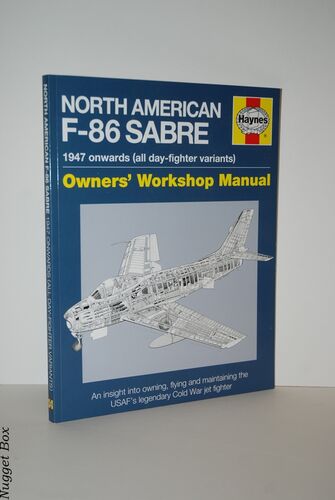 NORTH AMERICAN
F-86 SABRE
1947 onwards (all day-fighter variants)
Owners' Workshop Manual
Haynes
An insight into owning, flying and maintaining the
USAF's legendary Cold War jet fighter
NORTH AMERICAN F-86 SABRE 1947 ONWARDS (ALL DAY-FIGHTER VARIANTS)
Nugget Box